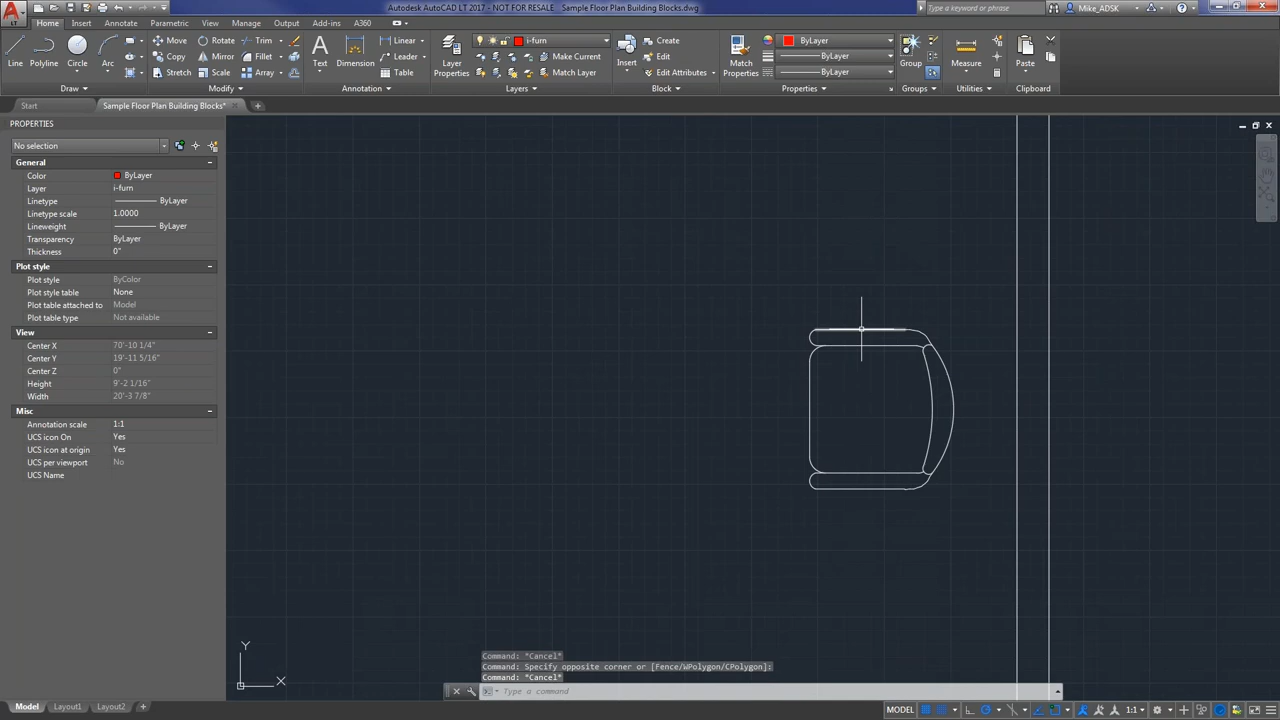 Autodesk AutoCAD LT 2017 - NOT FOR RESALE Sample Floor Plan Building Blocks.dwg
Type a keyword or phrase
Mike_ADSK
LT
Home Insert Annotate Parametric View Manage Output Add-ins A360
Line Polyline Circle Arc
Move Rotate Trim
Copy Mirror Fillet
Stretch Scale Array
Text Dimension
Linear
Leader
Table
Layer Properties
i-furn
Make Current
Match Layer
Insert
Create
Edit
Edit Attributes
Match Properties
ByLayer
ByLayer
ByLayer
Group Measure Paste
Draw Modify Annotation Layers Block Properties Groups Utilities Clipboard
Start Sample Floor Plan Building Blocks*
PROPERTIES
No selection
General
Color ByLayer
Layer i-furn
Linetype ByLayer
Linetype scale 1.0000
Lineweight ByLayer
Transparency ByLayer
Thickness 0"
Plot style
Plot style ByColor
Plot style table None
Plot table attached to Model
Plot table type Not available
View
Center X 70'-10 1/4"
Center Y 19'-11 5/16"
Center Z 0"
Height 9'-2 1/16"
Width 20'-3 7/8"
Misc
Annotation scale 1:1
UCS icon On Yes
UCS icon at origin Yes
UCS per viewport No
UCS Name
Y
X
Command: *Cancel*
Command: Specify opposite corner or [Fence/WPolygon/CPolygon]:
Command: *Cancel*
Type a command
Model Layout1 Layout2
MODEL 1:1